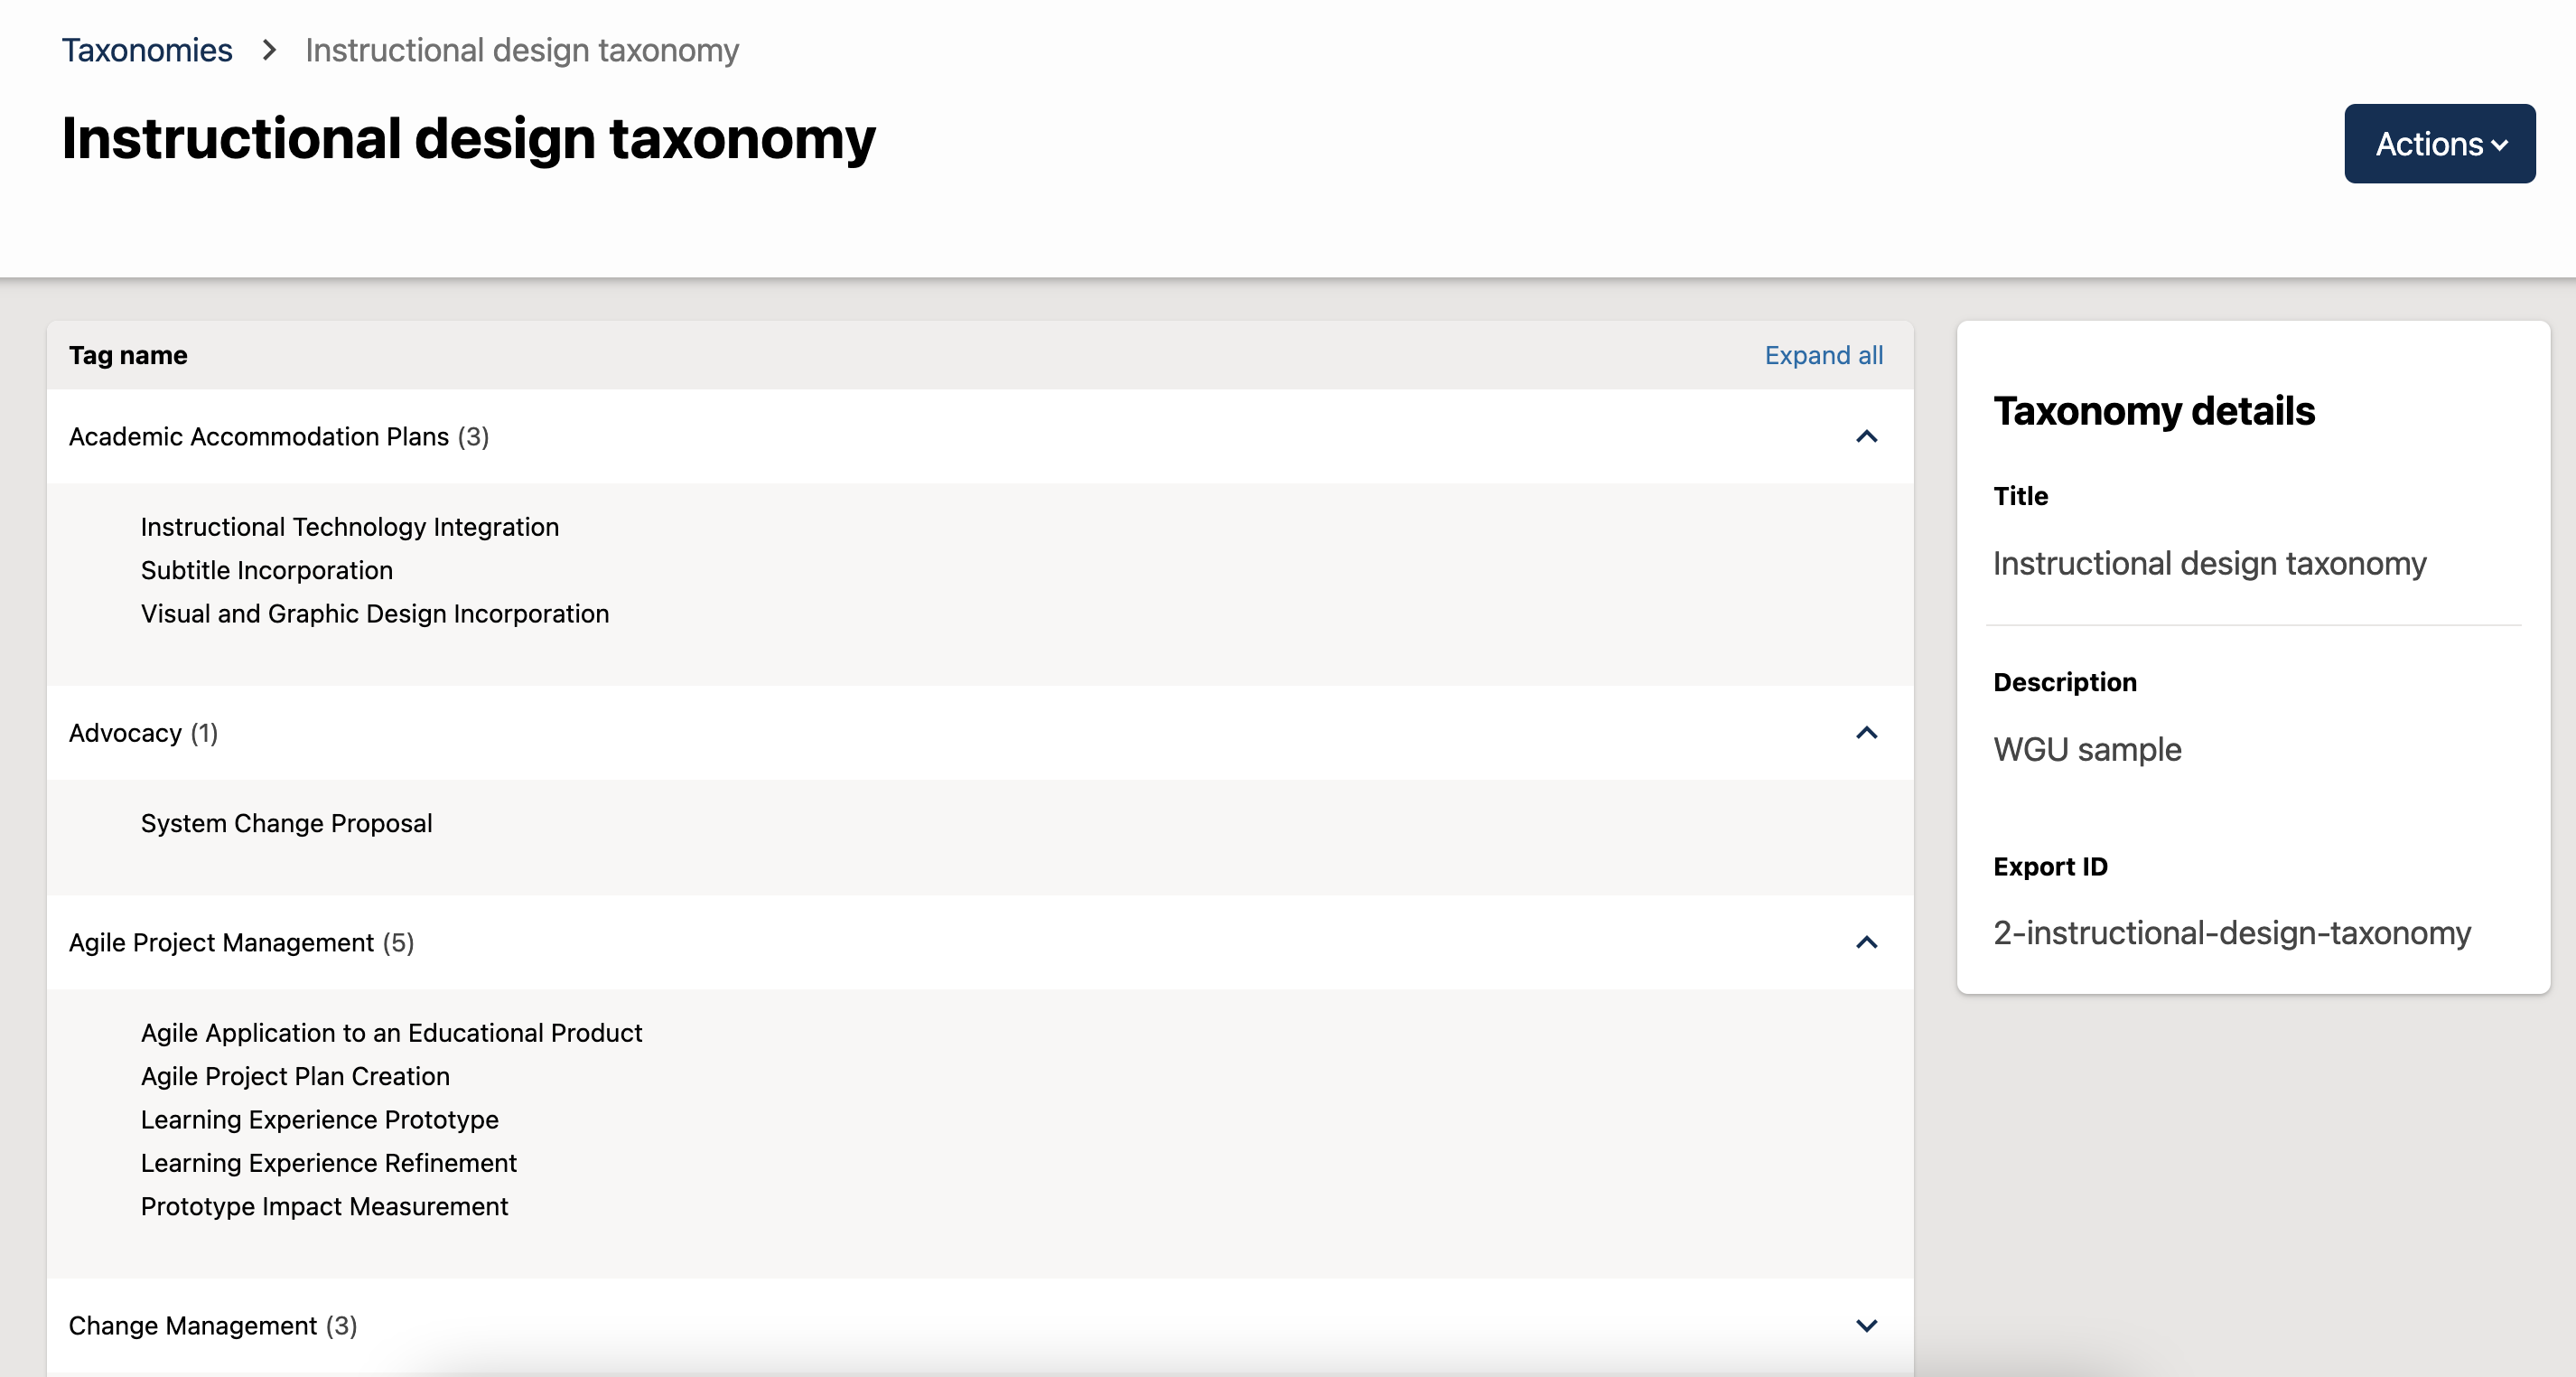 Taxonomies > Instructional design taxonomy
Instructional design taxonomy
Actions
Tag name
Expand all
Academic Accommodation Plans (3)
Instructional Technology Integration
Subtitle Incorporation
Visual and Graphic Design Incorporation
Advocacy (1)
System Change Proposal
Agile Project Management (5)
Agile Application to an Educational Product
Agile Project Plan Creation
Learning Experience Prototype
Learning Experience Refinement
Prototype Impact Measurement
Change Management (3)
Taxonomy details
Title
Instructional design taxonomy
Description
WGU sample
Export ID
2-instructional-design-taxonomy